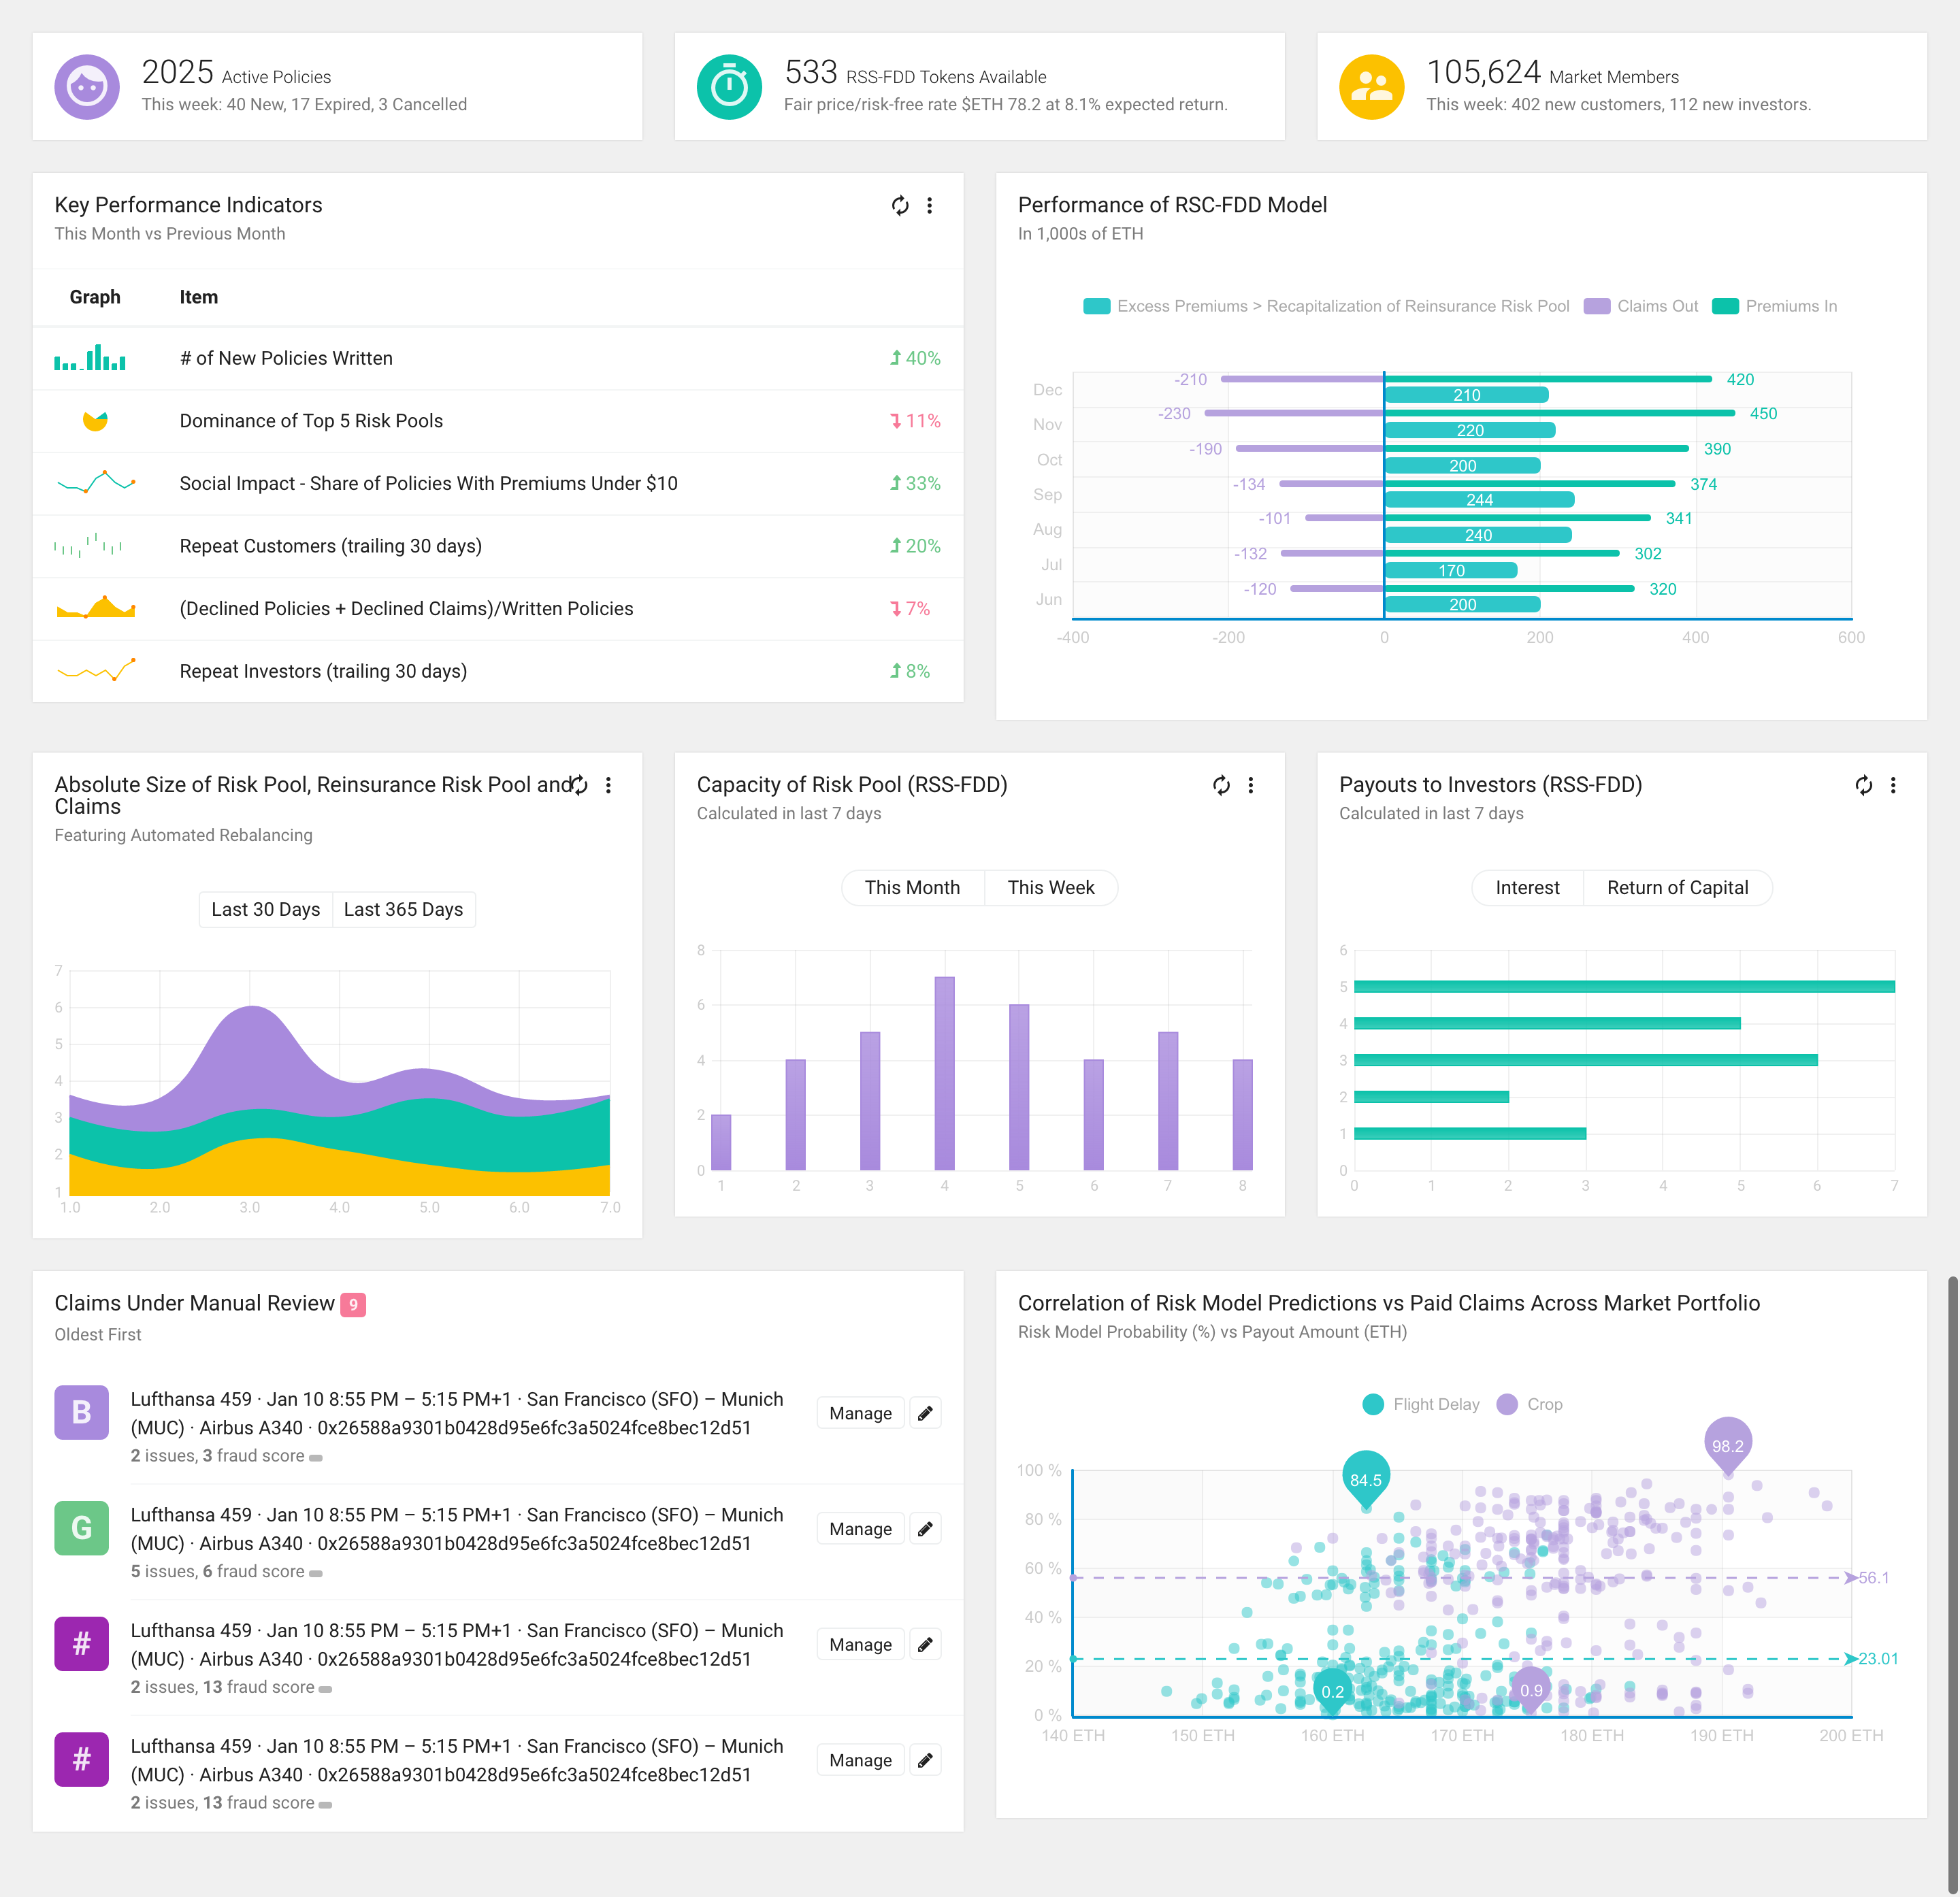 2025 Active Policies
This week: 40 New, 17 Expired, 3 Cancelled
533 RSS-FDD Tokens Available
Fair price/risk-free rate $ETH 78.2 at 8.1% expected return.
105,624 Market Members
This week: 402 new customers, 112 new investors.
Key Performance Indicators
This Month vs Previous Month
Graph Item
# of New Policies Written 40%
Dominance of Top 5 Risk Pools 11%
Social Impact - Share of Policies With Premiums Under $10 33%
Repeat Customers (trailing 30 days) 20%
(Declined Policies + Declined Claims)/Written Policies 7%
Repeat Investors (trailing 30 days) 8%
Performance of RSC-FDD Model
In 1,000s of ETH
Excess Premiums > Recapitalization of Reinsurance Risk Pool Claims Out Premiums In
Dec -210 420
210
Nov -230 450
220
Oct -190 390
200
Sep -134 374
244
Aug -101 341
240
Jul -132 302
170
Jun -120 320
200
-400 -200 0 200 400 600
Absolute Size of Risk Pool, Reinsurance Risk Pool and
Claims
Featuring Automated Rebalancing
Last 30 Days Last 365 Days
7
6
5
4
3
2
1
1.0 2.0 3.0 4.0 5.0 6.0 7.0
Capacity of Risk Pool (RSS-FDD)
Calculated in last 7 days
This Month This Week
8
6
4
2
0
1 2 3 4 5 6 7 8
Payouts to Investors (RSS-FDD)
Calculated in last 7 days
Interest Return of Capital
6
5
4
3
2
1
0
0 1 2 3 4 5 6 7
Claims Under Manual Review 9
Oldest First
B
Lufthansa 459 · Jan 10 8:55 PM – 5:15 PM+1 · San Francisco (SFO) – Munich
(MUC) · Airbus A340 · 0x26588a9301b0428d95e6fc3a5024fce8bec12d51
2 issues, 3 fraud score
Manage
G
Lufthansa 459 · Jan 10 8:55 PM – 5:15 PM+1 · San Francisco (SFO) – Munich
(MUC) · Airbus A340 · 0x26588a9301b0428d95e6fc3a5024fce8bec12d51
5 issues, 6 fraud score
Manage
#
Lufthansa 459 · Jan 10 8:55 PM – 5:15 PM+1 · San Francisco (SFO) – Munich
(MUC) · Airbus A340 · 0x26588a9301b0428d95e6fc3a5024fce8bec12d51
2 issues, 13 fraud score
Manage
#
Lufthansa 459 · Jan 10 8:55 PM – 5:15 PM+1 · San Francisco (SFO) – Munich
(MUC) · Airbus A340 · 0x26588a9301b0428d95e6fc3a5024fce8bec12d51
2 issues, 13 fraud score
Manage
Correlation of Risk Model Predictions vs Paid Claims Across Market Portfolio
Risk Model Probability (%) vs Payout Amount (ETH)
Flight Delay Crop
98.2
84.5
100 %
80 %
60 %
56.1
40 %
20 %
23.01
0.2
0.9
0 %
140 ETH 150 ETH 160 ETH 170 ETH 180 ETH 190 ETH 200 ETH